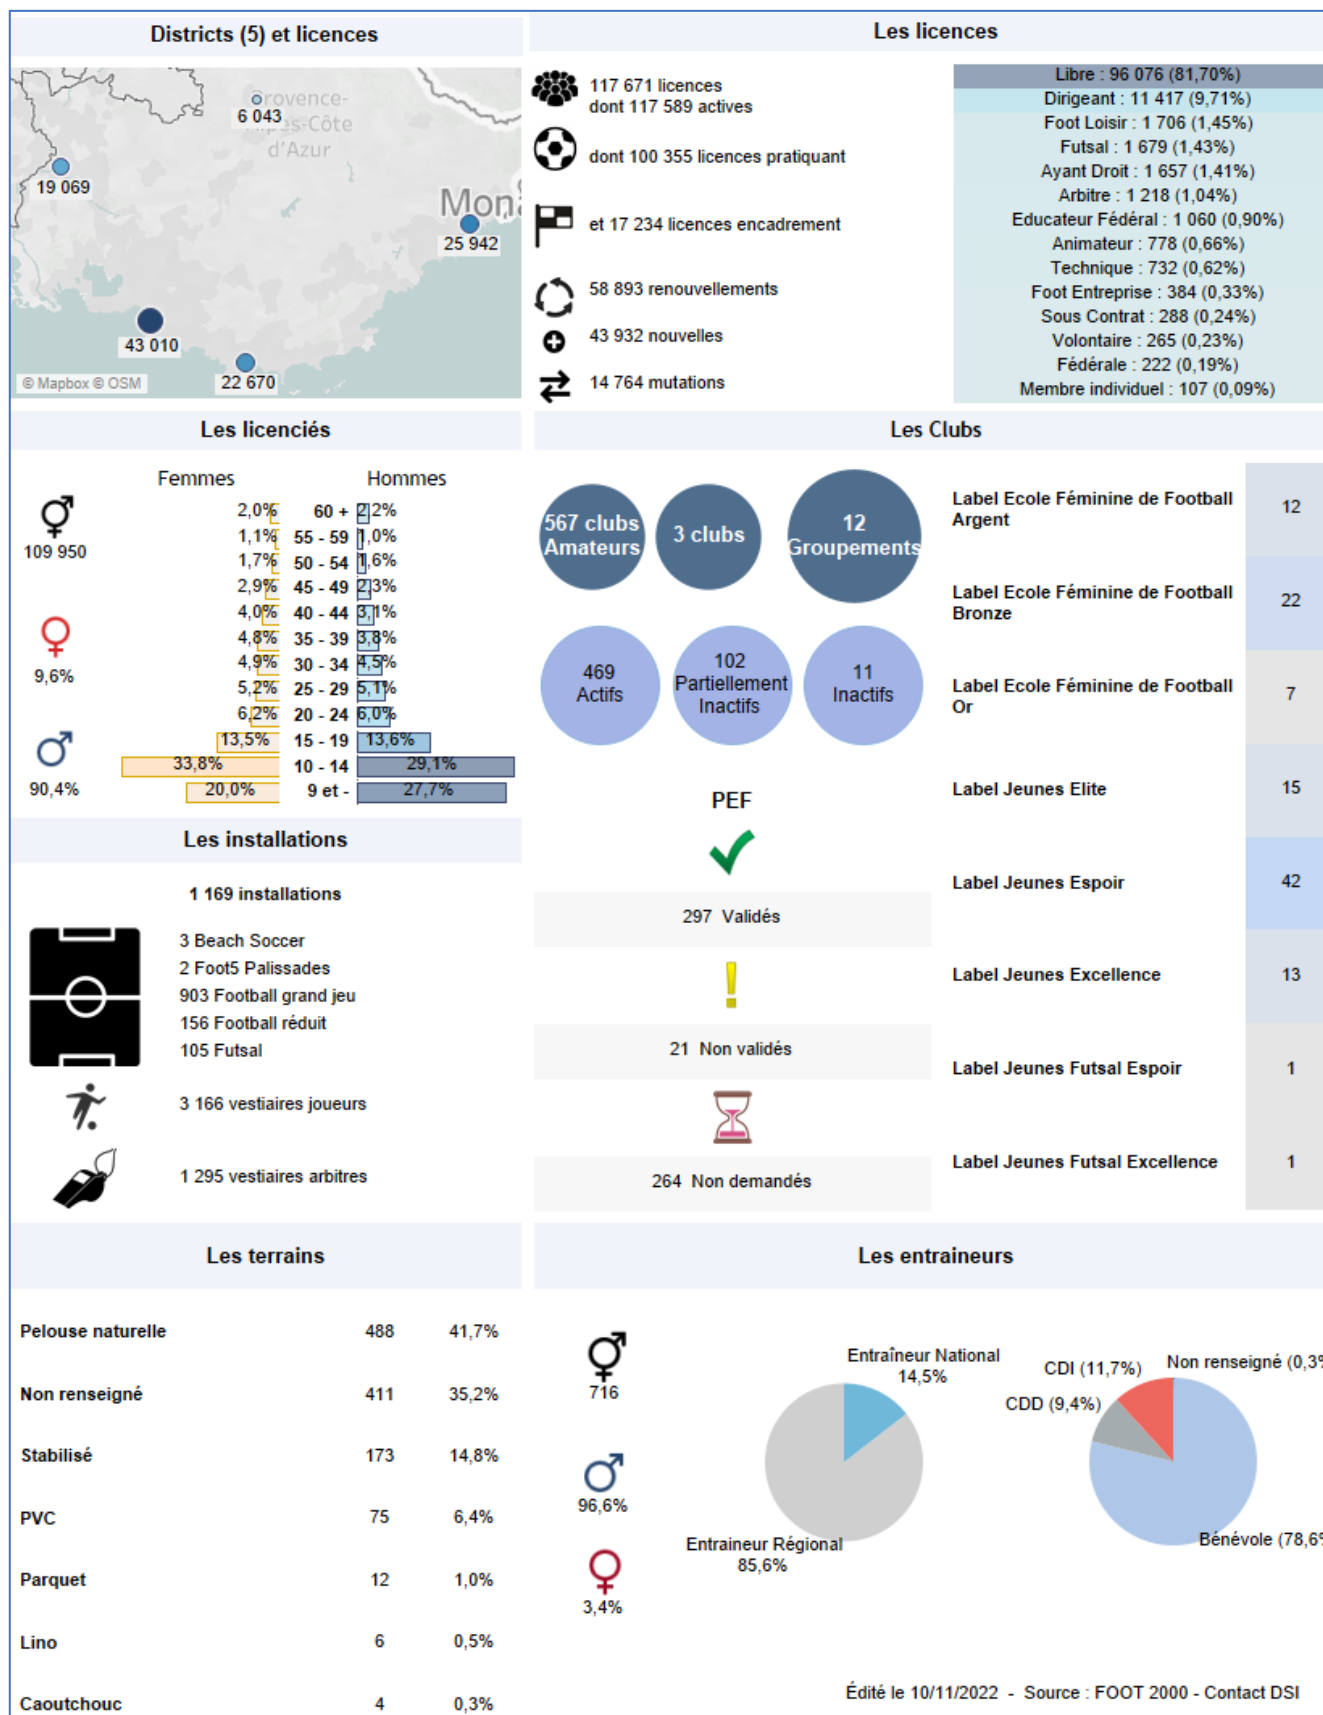 Districts (5) et licences
Provence-
Alpes-Côte
d'Azur
6 043
19 069
25 942
43 010
22 670
© Mapbox © OSM
Les licences
117 671 licences
dont 117 589 actives
dont 100 355 licences pratiquant
et 17 234 licences encadrement
58 893 renouvellements
43 932 nouvelles
14 764 mutations
Libre : 96 076 (81,70%)
Dirigeant : 11 417 (9,71%)
Foot Loisir : 1 706 (1,45%)
Futsal : 1 679 (1,43%)
Ayant Droit : 1 657 (1,41%)
Arbitre : 1 218 (1,04%)
Educateur Fédéral : 1 060 (0,90%)
Animateur : 778 (0,66%)
Technique : 732 (0,62%)
Foot Entreprise : 384 (0,33%)
Sous Contrat : 288 (0,24%)
Volontaire : 265 (0,23%)
Fédérale : 222 (0,19%)
Membre individuel : 107 (0,09%)
Les licenciés
109 950
9,6%
90,4%
Femmes Hommes
2,0% 60 + 2,2%
1,1% 55 - 59 1,0%
1,7% 50 - 54 1,6%
2,9% 45 - 49 2,3%
4,0% 40 - 44 3,1%
4,8% 35 - 39 3,8%
4,9% 30 - 34 4,5%
5,2% 25 - 29 5,1%
6,2% 20 - 24 6,0%
13,5% 15 - 19 13,6%
33,8% 10 - 14 29,1%
20,0% 9 et - 27,7%
Les Clubs
567 clubs
Amateurs
3 clubs
12
Groupements
469
Actifs
102
Partiellement
Inactifs
11
Inactifs
PEF
297 Validés
21 Non validés
264 Non demandés
Label Ecole Féminine de Football
Argent 12
Label Ecole Féminine de Football
Bronze 22
Label Ecole Féminine de Football
Or 7
Label Jeunes Elite 15
Label Jeunes Espoir 42
Label Jeunes Excellence 13
Label Jeunes Futsal Espoir 1
Label Jeunes Futsal Excellence 1
Les installations
1 169 installations
3 Beach Soccer
2 Foot5 Palissades
903 Football grand jeu
156 Football réduit
105 Futsal
3 166 vestiaires joueurs
1 295 vestiaires arbitres
Les terrains
Pelouse naturelle 488 41,7%
Non renseigné 411 35,2%
Stabilisé 173 14,8%
PVC 75 6,4%
Parquet 12 1,0%
Lino 6 0,5%
Caoutchouc 4 0,3%
Les entraineurs
716
96,6%
3,4%
Entraîneur National
14,5%
Entraineur Régional
85,6%
CDI (11,7%)
Non renseigné (0,3%
CDD (9,4%)
Bénévole (78,6%
Édité le 10/11/2022 - Source : FOOT 2000 - Contact DSI